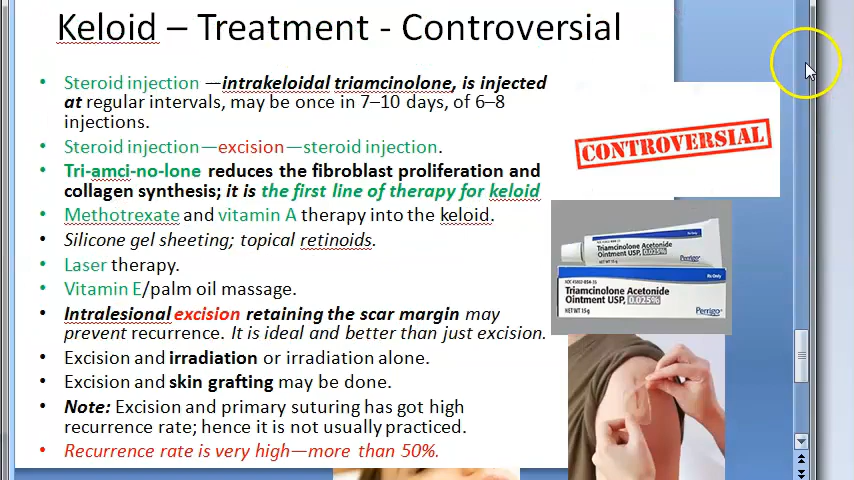 Keloid – Treatment - Controversial
• Steroid injection —intrakeloidal triamcinolone, is injected
at regular intervals, may be once in 7–10 days, of 6–8
injections.
• Steroid injection—excision—steroid injection.
• Tri-amci-no-lone reduces the fibroblast proliferation and
collagen synthesis; it is the first line of therapy for keloid
• Methotrexate and vitamin A therapy into the keloid.
• Silicone gel sheeting; topical retinoids.
• Laser therapy.
• Vitamin E/palm oil massage.
• Intralesional excision retaining the scar margin may
prevent recurrence. It is ideal and better than just excision.
• Excision and irradiation or irradiation alone.
• Excision and skin grafting may be done.
• Note: Excision and primary suturing has got high
recurrence rate; hence it is not usually practiced.
• Recurrence rate is very high—more than 50%.
CONTROVERSIAL
Triamcinolone Acetonide
Ointment USP, 0.025%
Perrigo
Rx Only
Triamcinolone Acetonide
Ointment USP, 0.025%
NET WT 15g
Perrigo